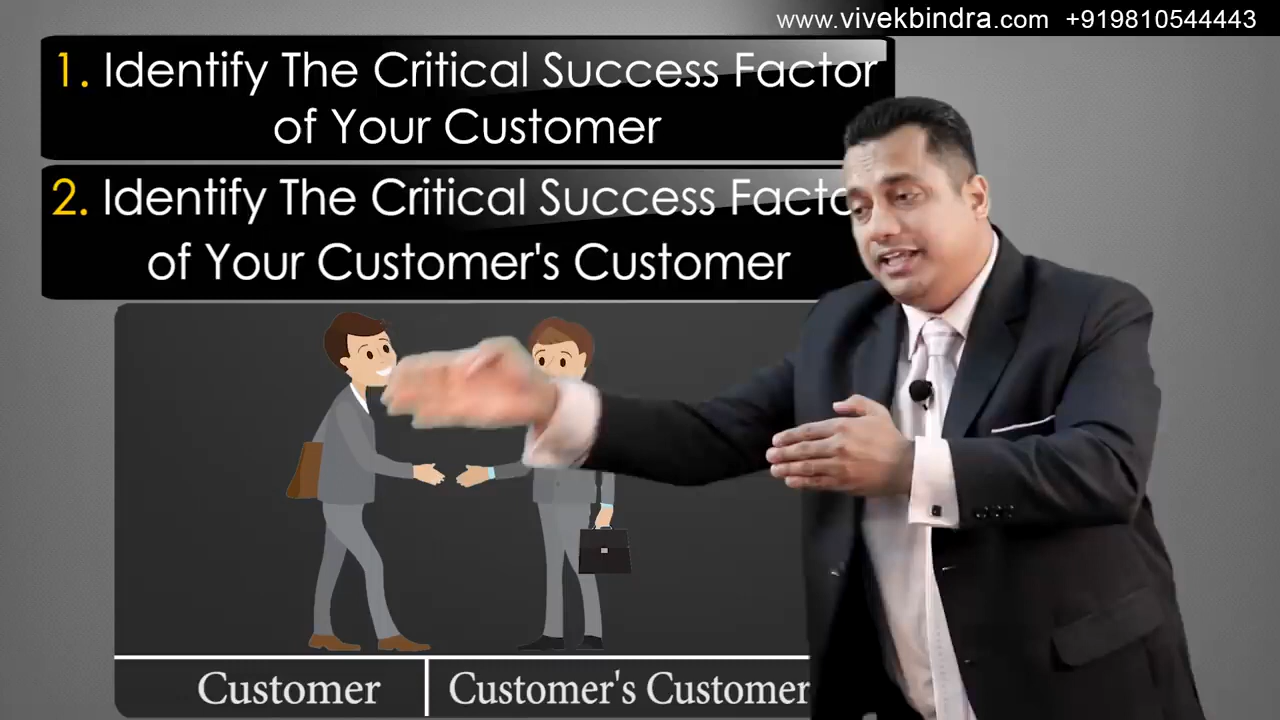 www.vivekbindra.com +919810544443
1. Identify The Critical Success Factor
of Your Customer
2. Identify The Critical Success
of Your Customer's Customer
Customer
Customer's Customer